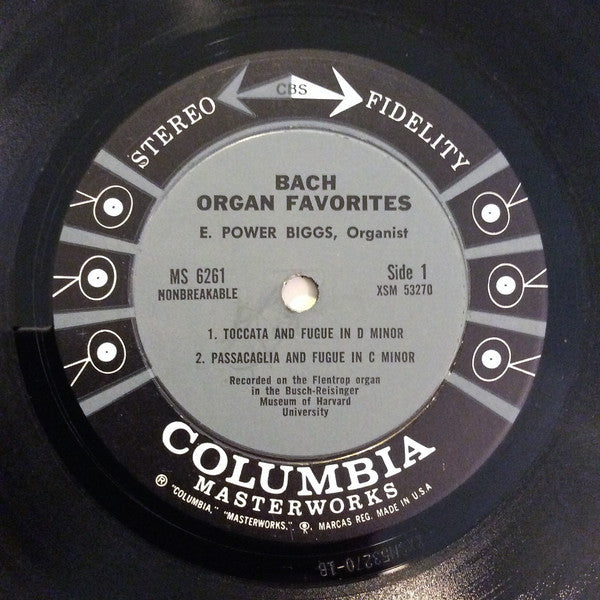 CBS
STEREO FIDELITY
BACH
ORGAN FAVORITES
E. POWER BIGGS, Organist
MS 6261
NONBREAKABLE
Side 1
XSM 53270
1. TOCCATA AND FUGUE IN D MINOR
2. PASSACAGLIA AND FUGUE IN C MINOR
Recorded on the Flentrop organ
in the Busch-Reisinger
Museum of Harvard
University
COLUMBIA
MASTERWORKS
® "COLUMBIA," "MASTERWORKS," MARCAS REG. MADE IN U.S.A
53270-1B